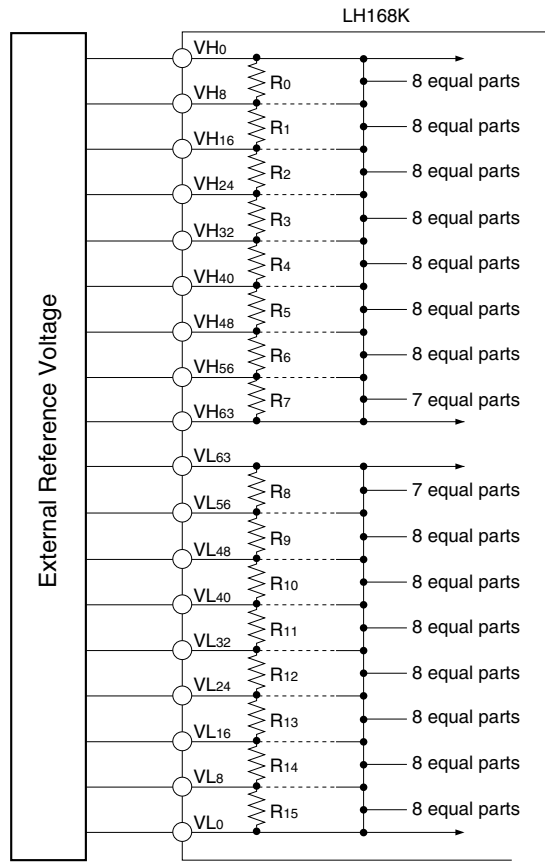 LH168K
External Reference Voltage
VH0
R0
8 equal parts
VH8
R1
8 equal parts
VH16
R2
8 equal parts
VH24
R3
8 equal parts
VH32
R4
8 equal parts
VH40
R5
8 equal parts
VH48
R6
8 equal parts
VH56
R7
7 equal parts
VH63
VL63
R8
7 equal parts
VL56
R9
8 equal parts
VL48
R10
8 equal parts
VL40
R11
8 equal parts
VL32
R12
8 equal parts
VL24
R13
8 equal parts
VL16
R14
8 equal parts
VL8
R15
8 equal parts
VL0